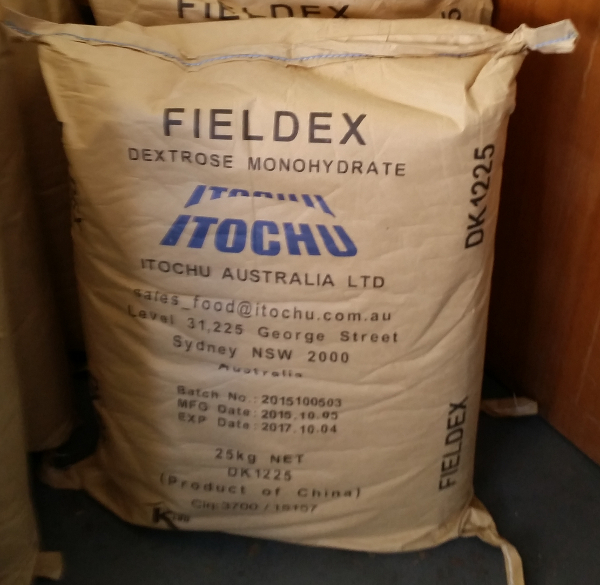 FIELDEX
FIELDEX
DEXTROSE MONOHYDRATE
ITOCHU
ITOCHU
ITOCHU AUSTRALIA LTD
sales_food@itochu.com.au
Level 31,225 George Street
Sydney NSW 2000
Australia
Batch No.:2015100503
MFG Date:2015.10.05
EXP Date:2017.10.04
25kg NET
DK1225
(Product of China)
DK1225
FIELDEX